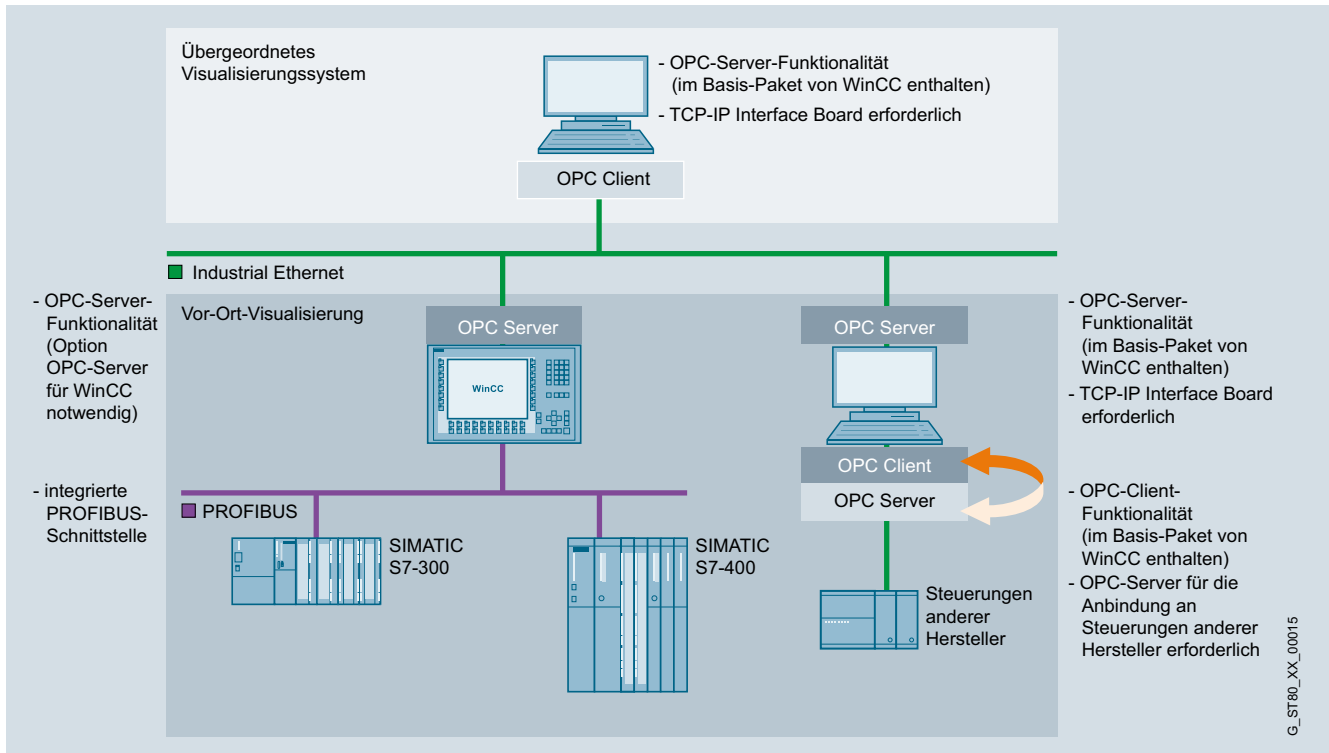 Übergeordnetes
Visualisierungssystem
- OPC-Server-Funktionalität
(im Basis-Paket von WinCC enthalten)
- TCP-IP Interface Board erforderlich
OPC Client
Industrial Ethernet
- OPC-Server-
Funktionalität
(Option
OPC-Server
für WinCC
notwendig)
Vor-Ort-Visualisierung
OPC Server
WinCC
OPC Server
- OPC-Server-
Funktionalität
(im Basis-Paket von
WinCC enthalten)
- TCP-IP Interface Board
erforderlich
OPC Client
OPC Server
- integrierte
PROFIBUS-
Schnittstelle
PROFIBUS
SIMATIC
S7-300
SIMATIC
S7-400
Steuerungen
anderer
Hersteller
- OPC-Client-
Funktionalität
(im Basis-Paket von
WinCC enthalten)
- OPC-Server für die
Anbindung an
Steuerungen anderer
Hersteller erforderlich
G_ST80_XX_00015